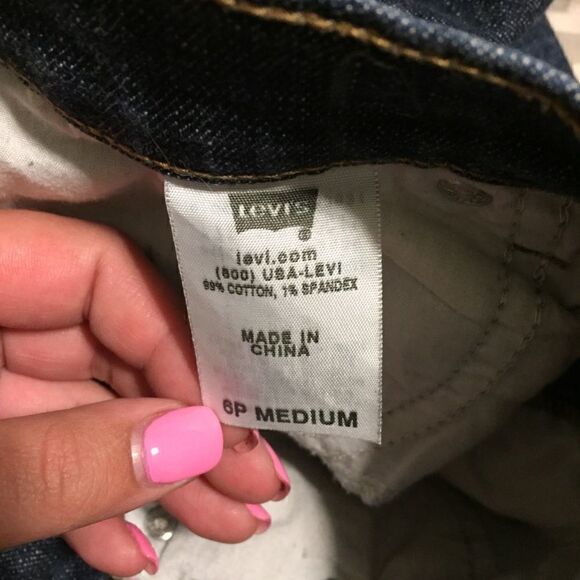 Levi's
®
levi.com
(800) USA-LEVI
99% COTTON, 1% SPANDEX
MADE IN
CHINA
6P MEDIUM